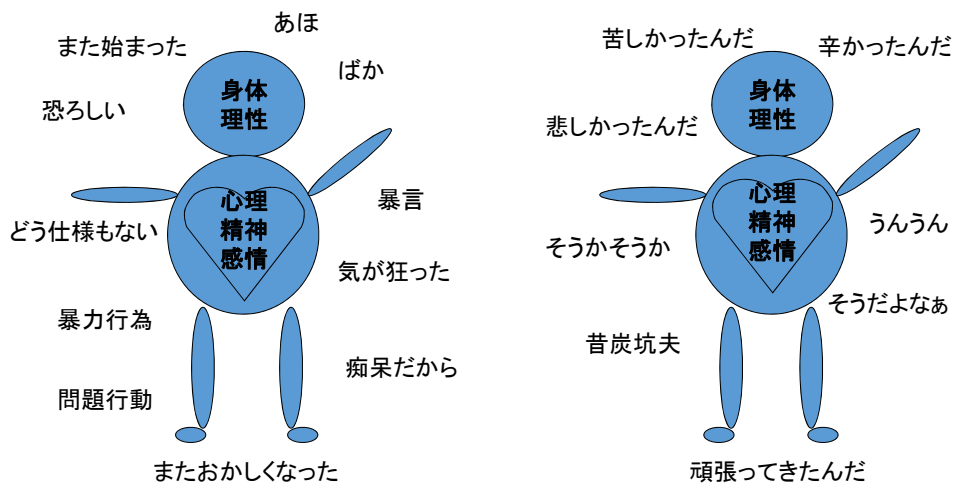 あほ
また始まった
ばか
身体
理性
恐ろしい
心理
精神
感情
暴言
どう仕様もない
気が狂った
暴力行為
痴呆だから
問題行動
またおかしくなった
苦しかったんだ
辛かったんだ
身体
理性
悲しかったんだ
心理
精神
感情
うんうん
そうかそうか
そうだよなぁ
昔炭坑夫
頑張ってきたんだ